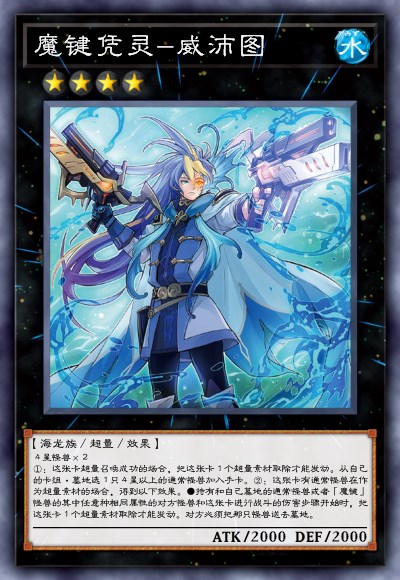 魔键凭灵-威沛图
水
【海龙族/超量/效果】
4星怪兽×2
①:这张卡超量召唤成功的场合,把这张卡1个超量素材取除才能发动。从自己
的卡组·墓地选1只4星以上的通常怪兽加入手卡。②:这张卡有通常怪兽在作
为超量素材的场合,得到以下效果。●持有和自己墓地的通常怪兽或者「魔键」
怪兽的其中任意种相同属性的对方怪兽和这张卡进行战斗的伤害步骤开始时,把
这张卡1个超量素材取除才能发动。对方必须把那只怪兽送去墓地。
ATK/2000 DEF/2000